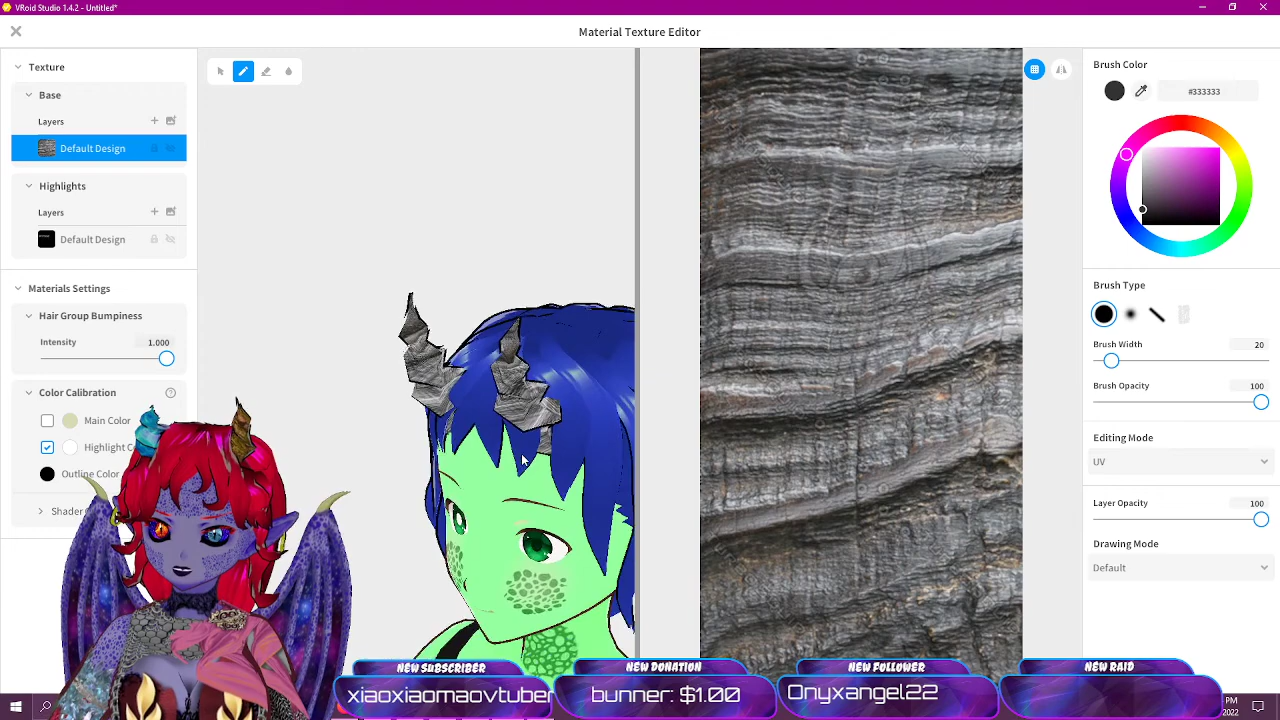 VRoid Studio 1.4.2 - Untitled*
Material Texture Editor
Texture
Base
Layers
Default Design
Highlights
Layers
Default Design
Materials Settings
Hair Group Bumpiness
Intensity 1.000
Color Calibration
Main Color
Highlight C
Outline Color
Shader
Brush Color
#333333
Brush Type
Brush Width 20
Brush Opacity 100
Editing Mode
UV
Layer Opacity 100
Drawing Mode
Default
NEW SUBSCRIBER
xiaoxiaomaovtuber
NEW DONATION
bunner: $1.00
NEW FOLLOWER
Onyxangel22
NEW RAID
PM